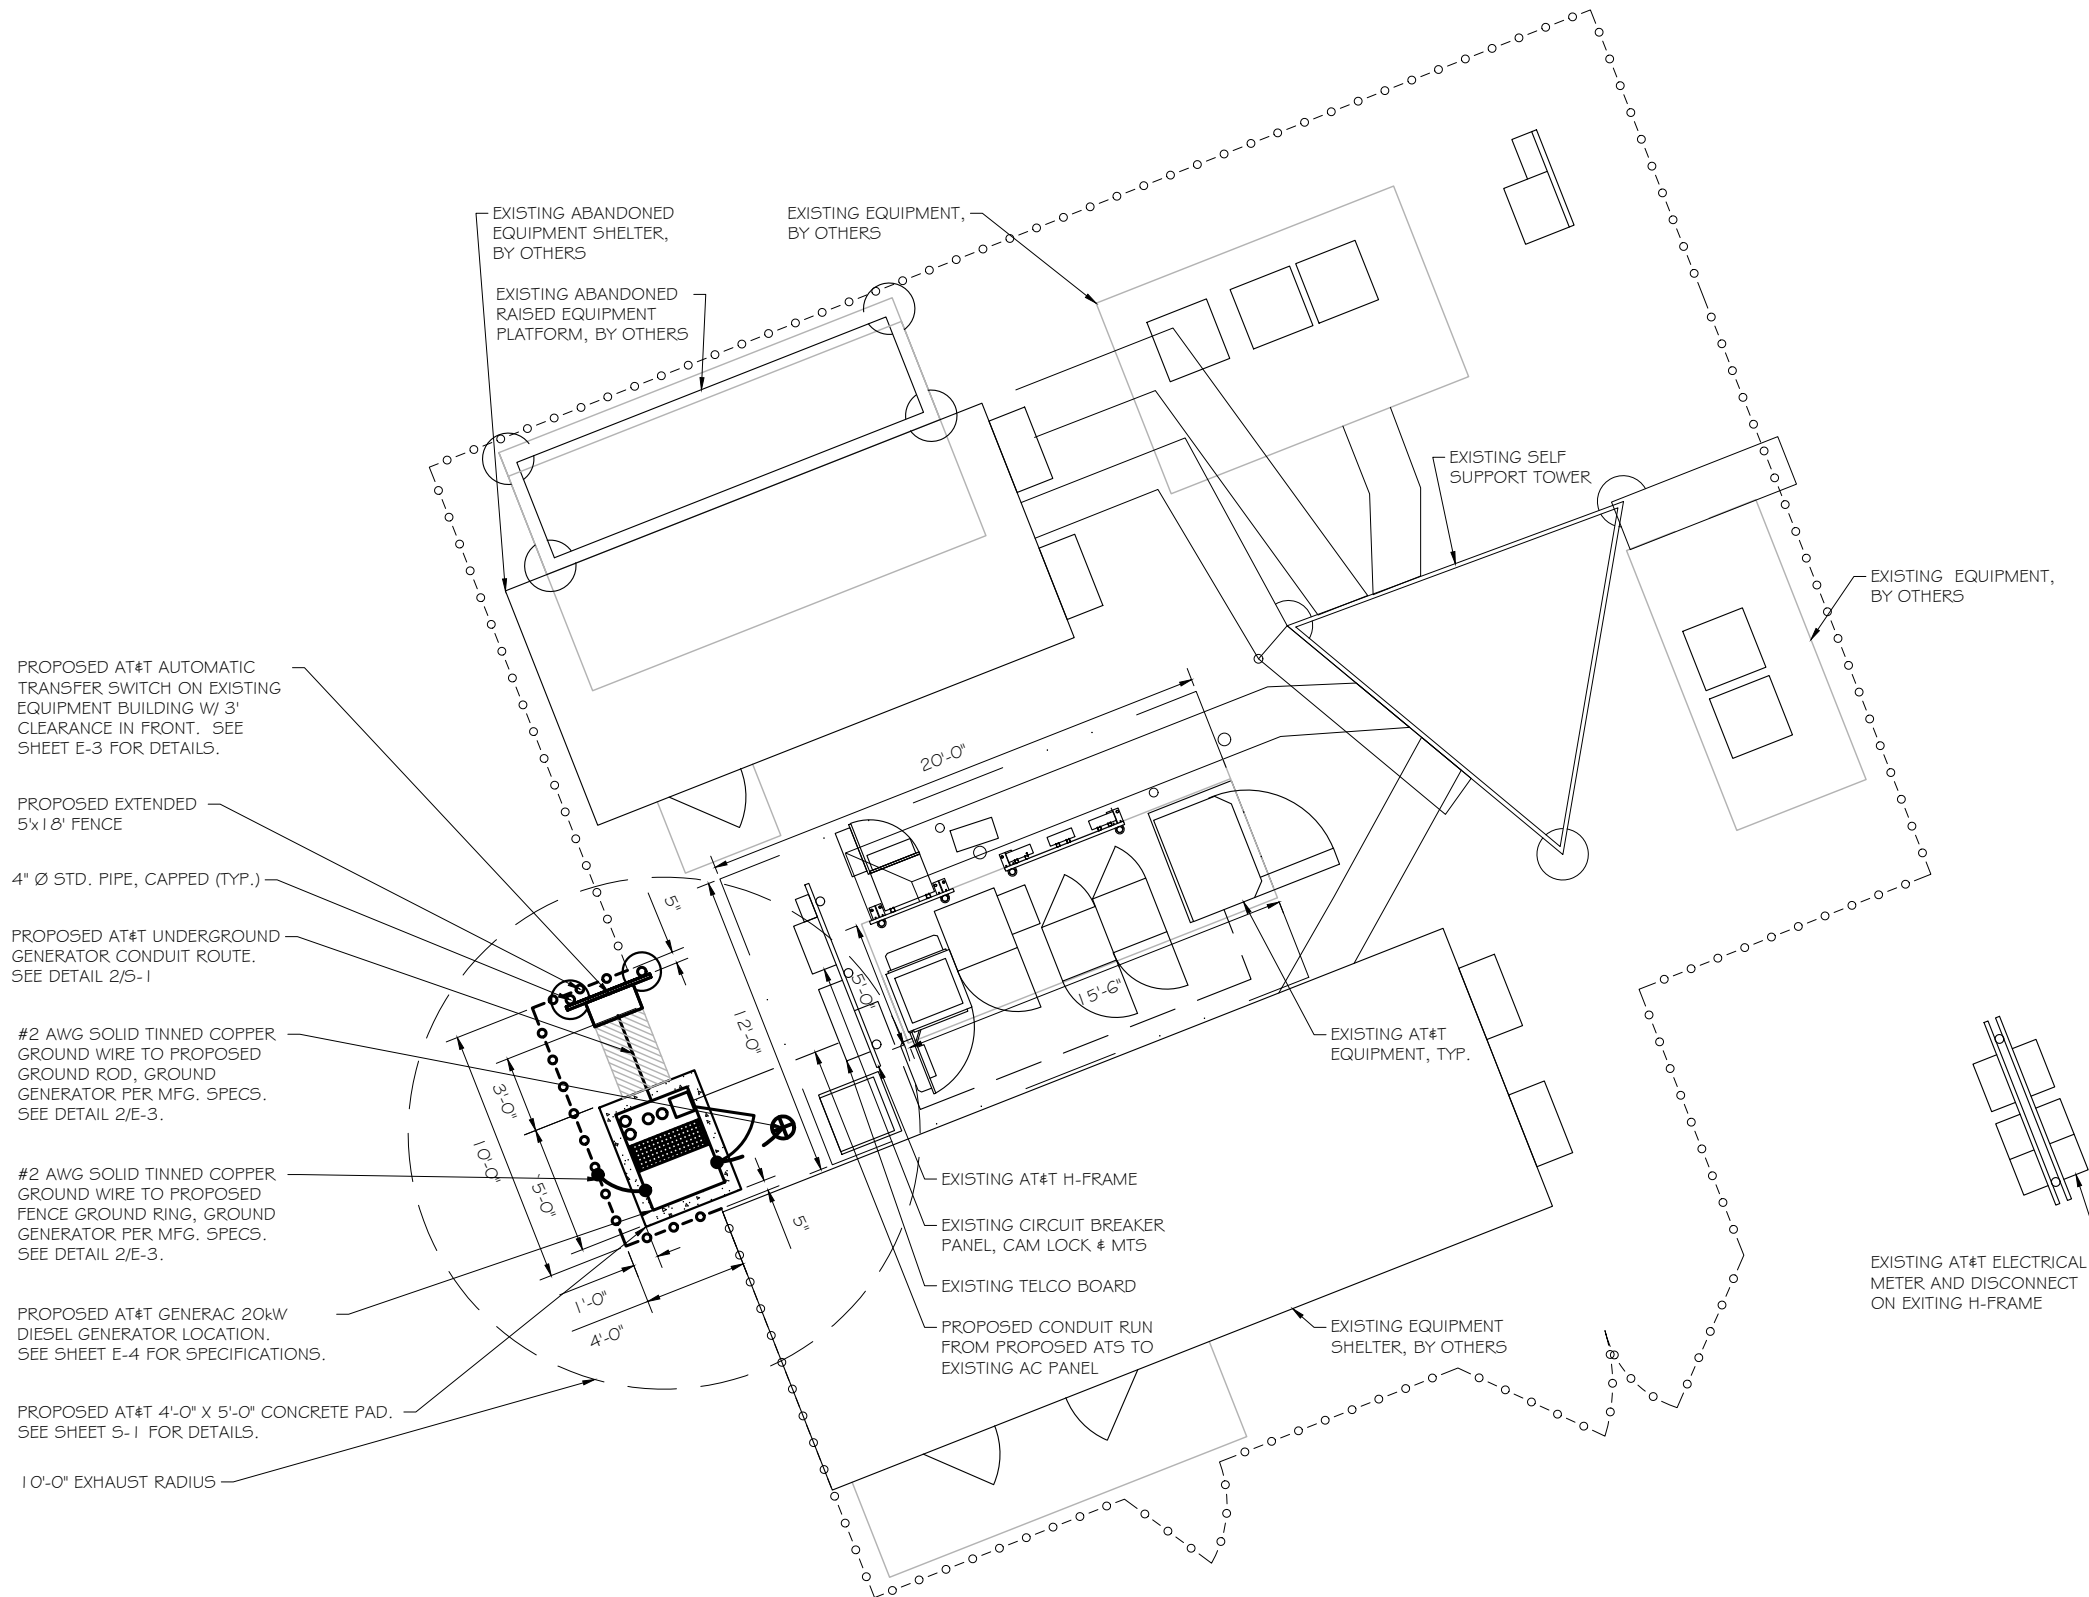 EXISTING ABANDONED
EQUIPMENT SHELTER,
BY OTHERS
EXISTING EQUIPMENT,
BY OTHERS
EXISTING ABANDONED
RAISED EQUIPMENT
PLATFORM, BY OTHERS
EXISTING SELF
SUPPORT TOWER
EXISTING EQUIPMENT,
BY OTHERS
PROPOSED AT&T AUTOMATIC
TRANSFER SWITCH ON EXISTING
EQUIPMENT BUILDING W/ 3'
CLEARANCE IN FRONT. SEE
SHEET E-3 FOR DETAILS.
PROPOSED EXTENDED
5'x18' FENCE
4" Ø STD. PIPE, CAPPED (TYP.)
PROPOSED AT&T UNDERGROUND
GENERATOR CONDUIT ROUTE.
SEE DETAIL 2/S-1
#2 AWG SOLID TINNED COPPER
GROUND WIRE TO PROPOSED
GROUND ROD, GROUND
GENERATOR PER MFG. SPECS.
SEE DETAIL 2/E-3.
#2 AWG SOLID TINNED COPPER
GROUND WIRE TO PROPOSED
FENCE GROUND RING, GROUND
GENERATOR PER MFG. SPECS.
SEE DETAIL 2/E-3.
PROPOSED AT&T GENERAC 20kW
DIESEL GENERATOR LOCATION.
SEE SHEET E-4 FOR SPECIFICATIONS.
PROPOSED AT&T 4'-0" X 5'-0" CONCRETE PAD.
SEE SHEET S-1 FOR DETAILS.
10'-0" EXHAUST RADIUS
20'-0"
5"
12'-0"
5'-0"
15'-6"
3'-0"
10'-0"
5'-0"
5"
1'-0"
4'-0"
EXISTING AT&T
EQUIPMENT, TYP.
EXISTING AT&T H-FRAME
EXISTING CIRCUIT BREAKER
PANEL, CAM LOCK & MTS
EXISTING TELCO BOARD
PROPOSED CONDUIT RUN
FROM PROPOSED ATS TO
EXISTING AC PANEL
EXISTING EQUIPMENT
SHELTER, BY OTHERS
EXISTING AT&T ELECTRICAL
METER AND DISCONNECT
ON EXITING H-FRAME